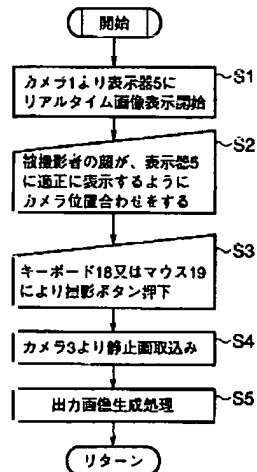 開始
カメラ1より表示器5に
リアルタイム画像表示開始
S1
被撮影者の顔が、表示器5
に適正に表示するように
カメラ位置合わせをする
S2
キーボード18又はマウス19
により撮影ボタン押下
S3
カメラ3より静止画取込み
S4
出力画像生成処理
S5
リターン